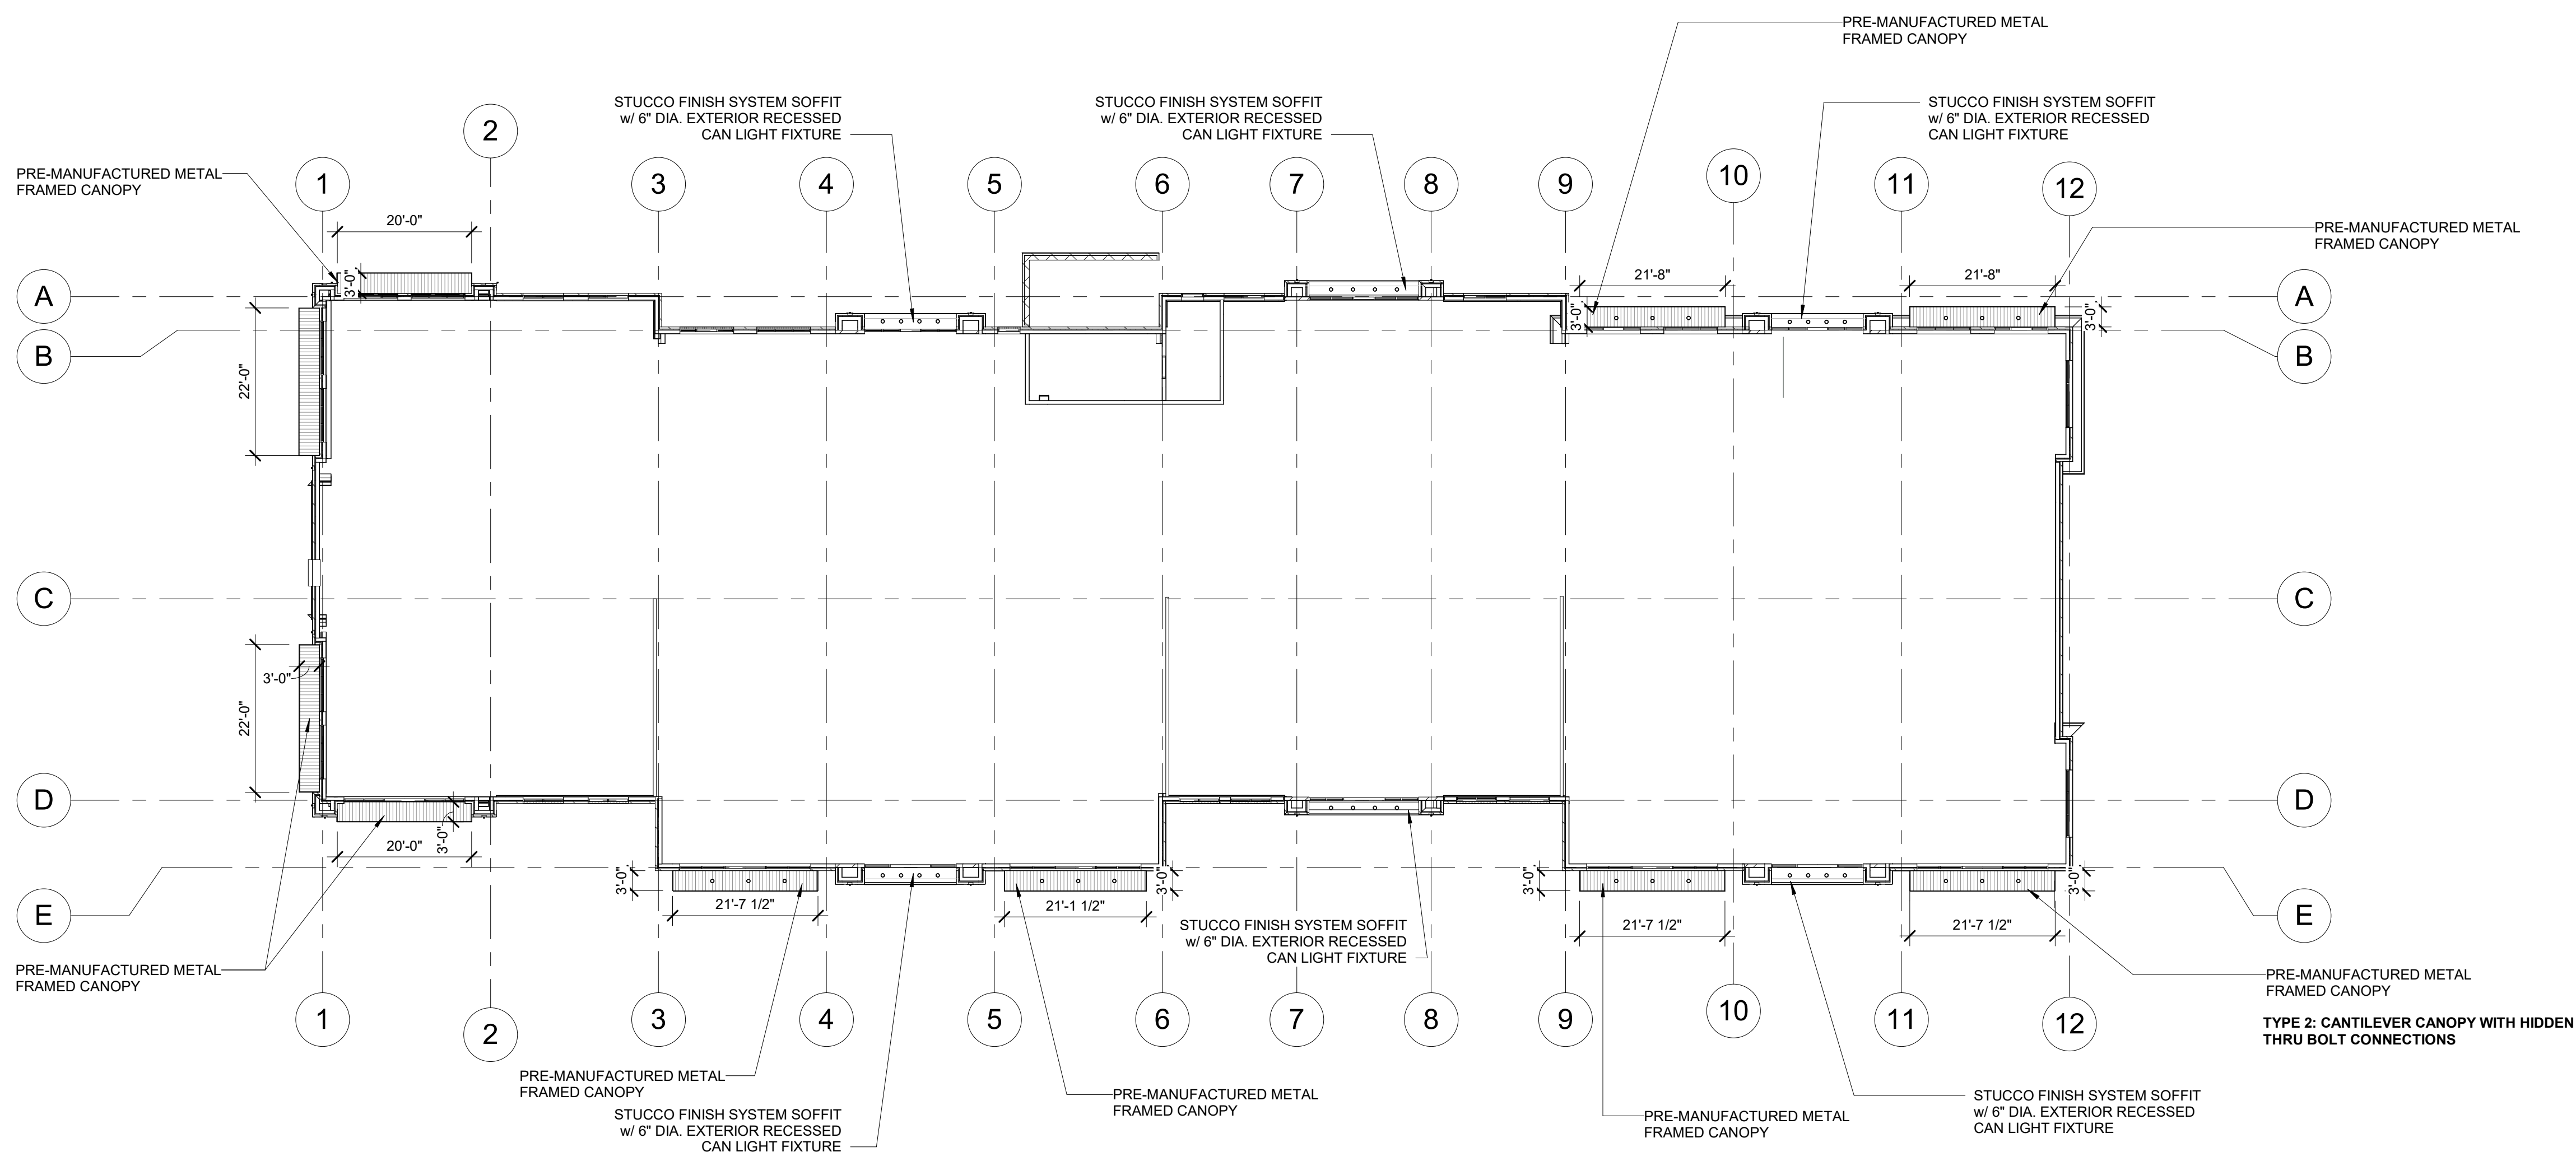 PRE-MANUFACTURED METAL
FRAMED CANOPY
STUCCO FINISH SYSTEM SOFFIT
w/ 6" DIA. EXTERIOR RECESSED
CAN LIGHT FIXTURE
STUCCO FINISH SYSTEM SOFFIT
w/ 6" DIA. EXTERIOR RECESSED
CAN LIGHT FIXTURE
STUCCO FINISH SYSTEM SOFFIT
w/ 6" DIA. EXTERIOR RECESSED
CAN LIGHT FIXTURE
PRE-MANUFACTURED METAL
FRAMED CANOPY
1
2
3
4
5
6
7
8
9
10
11
12
20'-0"
PRE-MANUFACTURED METAL
FRAMED CANOPY
21'-8"
21'-8"
A
3'-0"
A
3'-0"
3'-0"
B
B
22'-0"
C
C
3'-0"
22'-0"
D
D
20'-0"
3'-0"
E
3'-0"
3'-0"
3'-0"
3'-0"
E
21'-7 1/2"
21'-1 1/2"
21'-7 1/2"
21'-7 1/2"
STUCCO FINISH SYSTEM SOFFIT
w/ 6" DIA. EXTERIOR RECESSED
CAN LIGHT FIXTURE
PRE-MANUFACTURED METAL
FRAMED CANOPY
PRE-MANUFACTURED METAL
FRAMED CANOPY
1
2
3
4
5
6
7
8
9
10
11
12
TYPE 2: CANTILEVER CANOPY WITH HIDDEN
THRU BOLT CONNECTIONS
PRE-MANUFACTURED METAL
FRAMED CANOPY
STUCCO FINISH SYSTEM SOFFIT
w/ 6" DIA. EXTERIOR RECESSED
CAN LIGHT FIXTURE
PRE-MANUFACTURED METAL
FRAMED CANOPY
PRE-MANUFACTURED METAL
FRAMED CANOPY
STUCCO FINISH SYSTEM SOFFIT
w/ 6" DIA. EXTERIOR RECESSED
CAN LIGHT FIXTURE